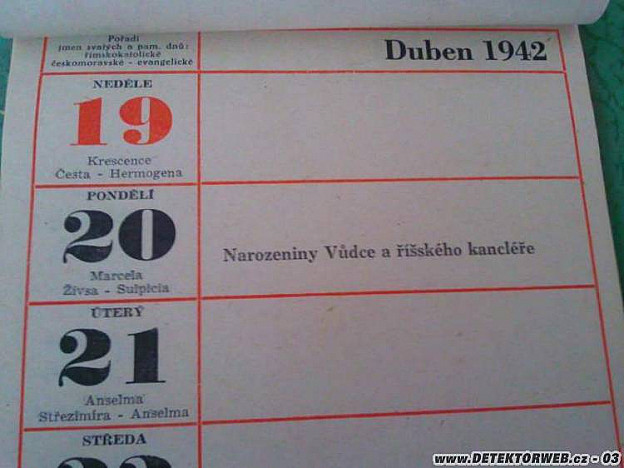 Pořadí
jmen svatých a pam. dnů:
římskokatolické
českomoravské - evangelické
Duben 1942
NEDĚLE
19
Krescence
Česta - Hermogena
PONDĚLÍ
20
Marcela
Živsa - Sulpicia
Narozeniny Vůdce a říšského kancléře
ÚTERÝ
21
Anselma
Střezimíra - Anselma
STŘEDA
22
www.DETEKTORWEB.cz - 03